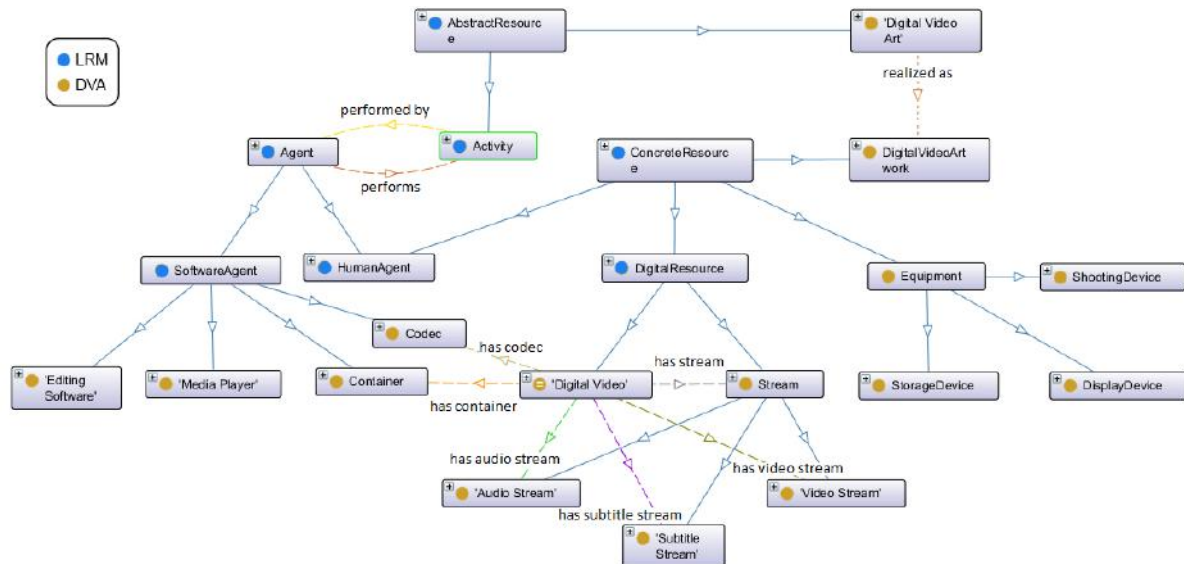 AbstractResourc
e
'Digital Video
Art'
LRM
DVA
realized as
performed by
Agent
Activity
ConcreteResourc
e
DigitalVideoArt
work
performs
SoftwareAgent
HumanAgent
DigitalResource
Equipment
ShootingDevice
Codec
has codec
has stream
'Editing
Software'
'Media Player'
Container
'Digital Video'
Stream
StorageDevice
DisplayDevice
has container
has audio stream
has video stream
'Audio Stream'
'Video Stream'
has subtitle stream
'Subtitle
Stream'